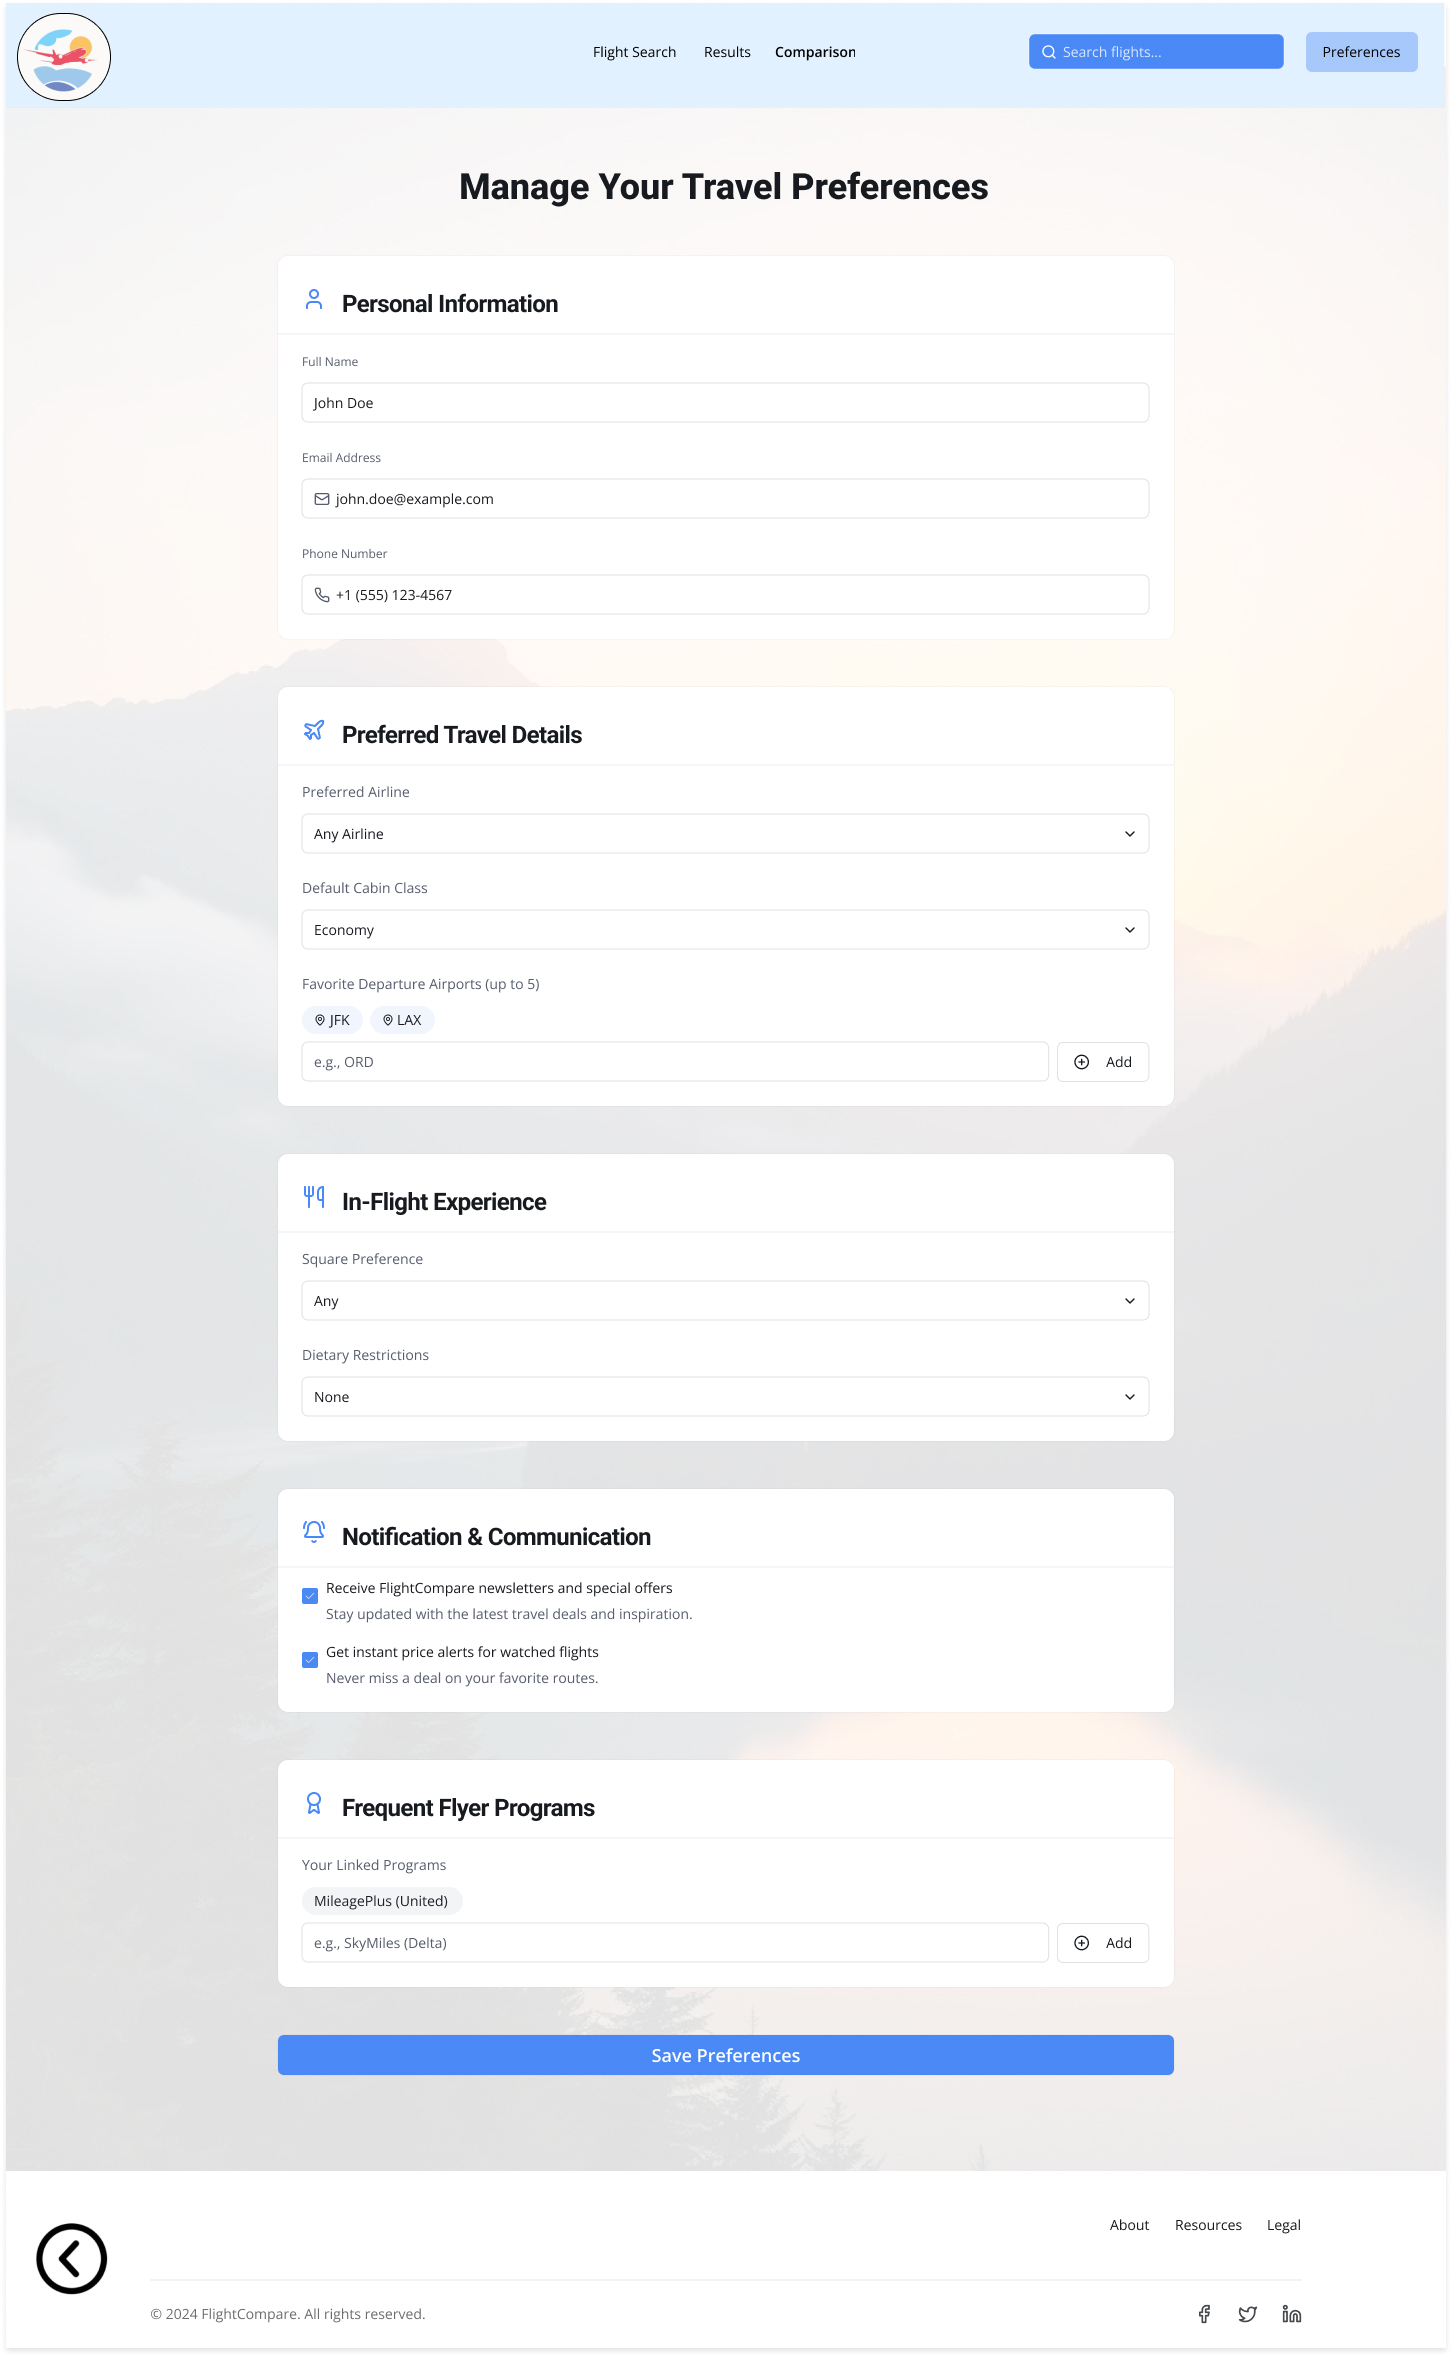 Flight Search Results Comparison Search flights... Preferences
Manage Your Travel Preferences
Personal Information
Full Name
John Doe
Email Address
john.doe@example.com
Phone Number
+1 (555) 123-4567
Preferred Travel Details
Preferred Airline
Any Airline
Default Cabin Class
Economy
Favorite Departure Airports (up to 5)
JFK LAX
e.g., ORD Add
In-Flight Experience
Square Preference
Any
Dietary Restrictions
None
Notification & Communication
Receive FlightCompare newsletters and special offers
Stay updated with the latest travel deals and inspiration.
Get instant price alerts for watched flights
Never miss a deal on your favorite routes.
Frequent Flyer Programs
Your Linked Programs
MileagePlus (United)
e.g., SkyMiles (Delta) Add
Save Preferences
About Resources Legal
© 2024 FlightCompare. All rights reserved.